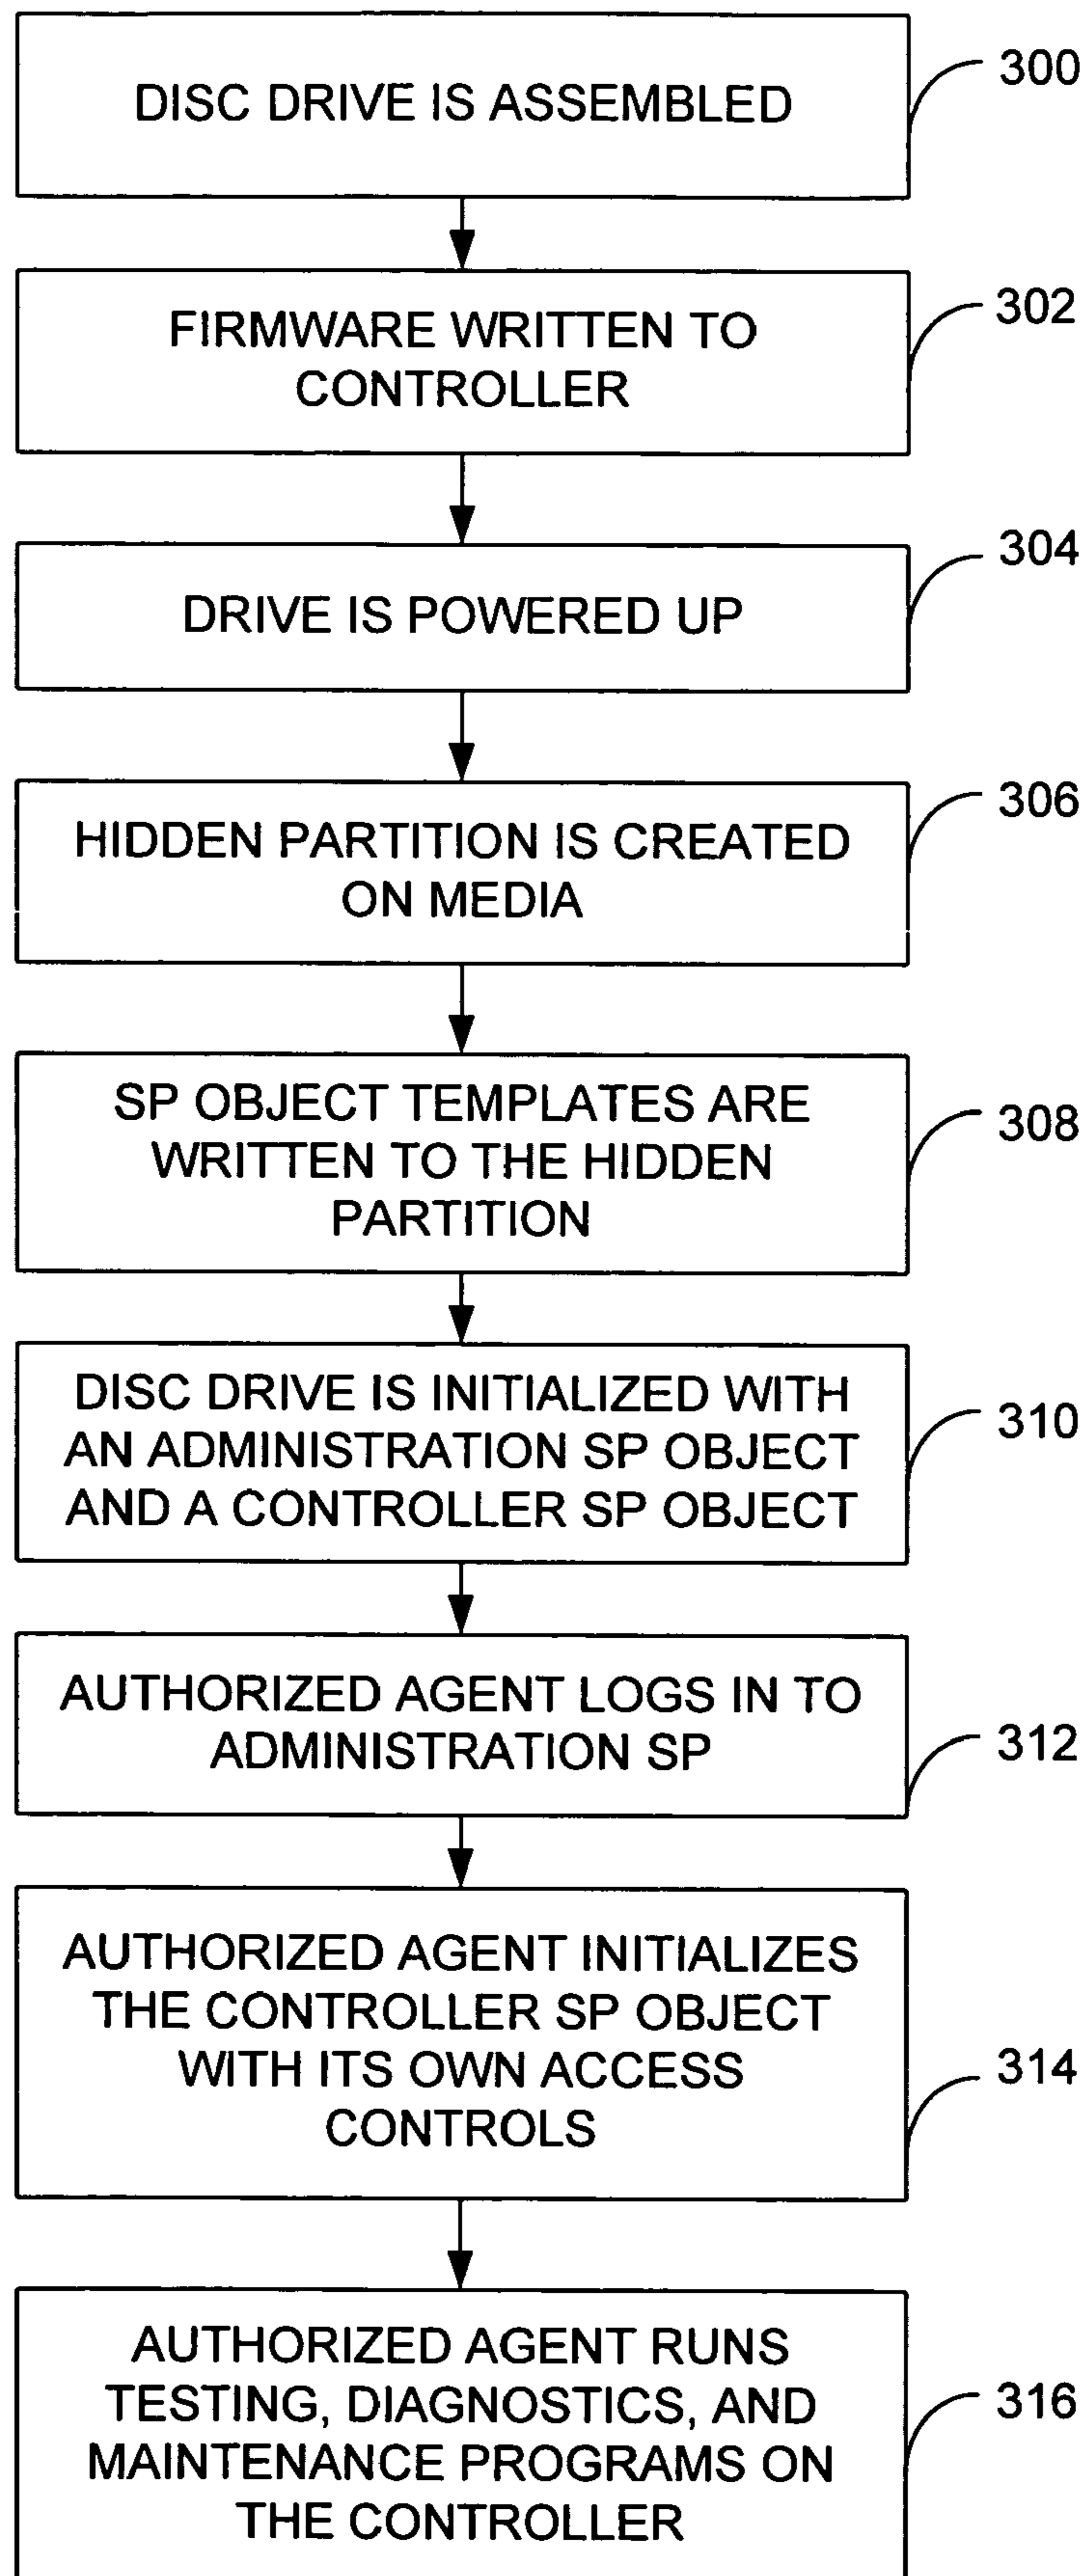 DISC DRIVE IS ASSEMBLED
300
FIRMWARE WRITTEN TO
CONTROLLER
302
DRIVE IS POWERED UP
304
HIDDEN PARTITION IS CREATED
ON MEDIA
306
SP OBJECT TEMPLATES ARE
WRITTEN TO THE HIDDEN
PARTITION
308
DISC DRIVE IS INITIALIZED WITH
AN ADMINISTRATION SP OBJECT
AND A CONTROLLER SP OBJECT
310
AUTHORIZED AGENT LOGS IN TO
ADMINISTRATION SP
312
AUTHORIZED AGENT INITIALIZES
THE CONTROLLER SP OBJECT
WITH ITS OWN ACCESS
CONTROLS
314
AUTHORIZED AGENT RUNS
TESTING, DIAGNOSTICS, AND
MAINTENANCE PROGRAMS ON
THE CONTROLLER
316